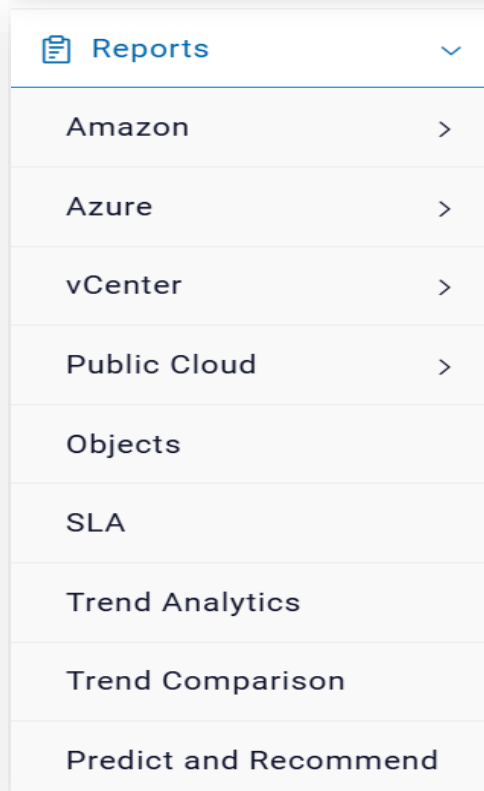 Reports
Amazon
Azure
vCenter
Public Cloud
Objects
SLA
Trend Analytics
Trend Comparison
Predict and Recommend